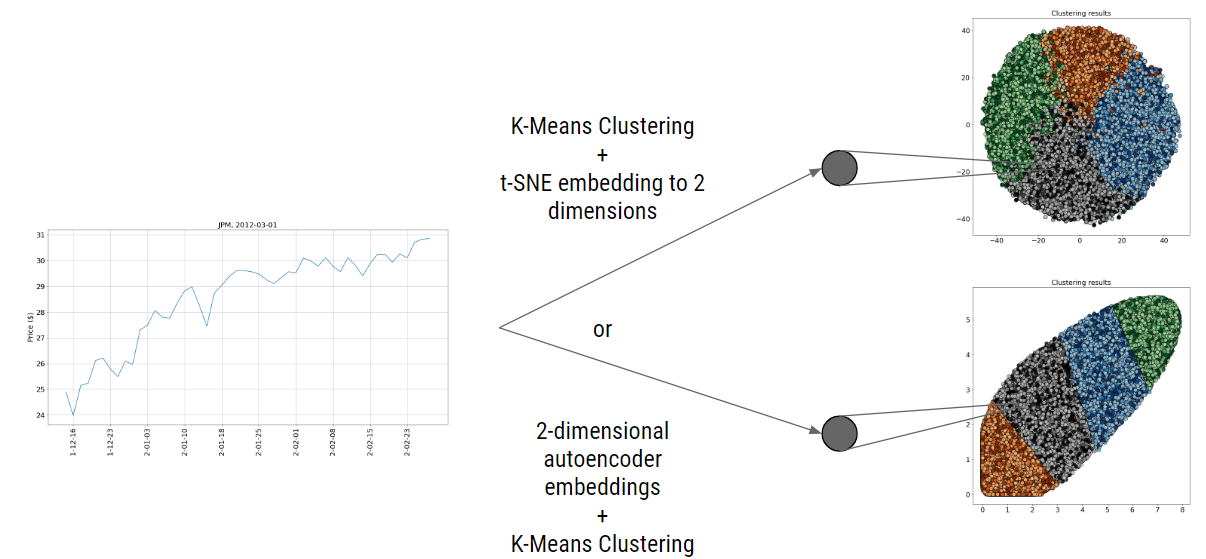 JPM, 2012-03-01
Price ($)
31
30
29
28
27
26
25
24
1-12-16
1-12-23
2-01-03
2-01-10
2-01-18
2-01-25
2-02-01
2-02-08
2-02-15
2-02-23
K-Means Clustering
+
t-SNE embedding to 2
dimensions
or
2-dimensional
autoencoder
embeddings
+
K-Means Clustering
Clustering results
40
20
0
−20
−40
−40 −20 0 20 40
Clustering results
5
4
3
2
1
0
0 1 2 3 4 5 6 7 8